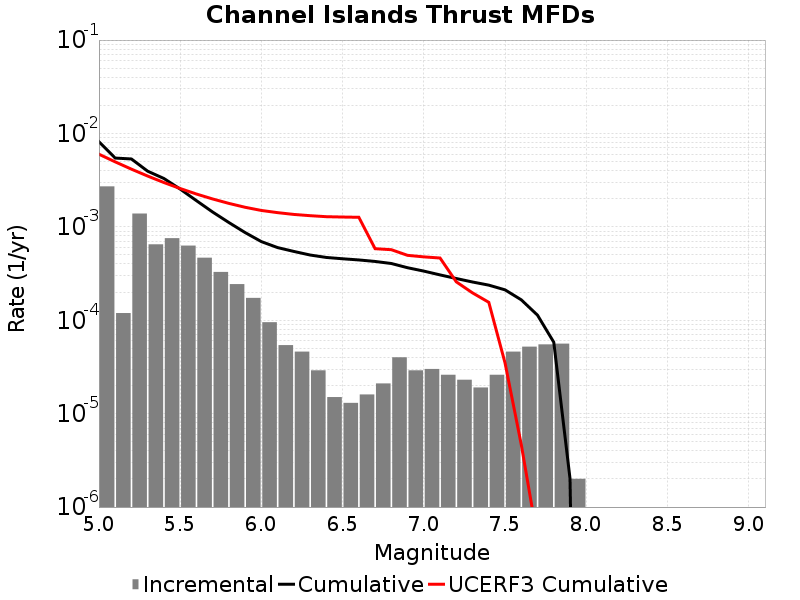 Channel Islands Thrust MFDs
10-1
10-2
10-3
10-4
10-5
10-6
Rate (1/yr)
5.0 5.5 6.0 6.5 7.0 7.5 8.0 8.5 9.0
Magnitude
Incremental Cumulative UCERF3 Cumulative